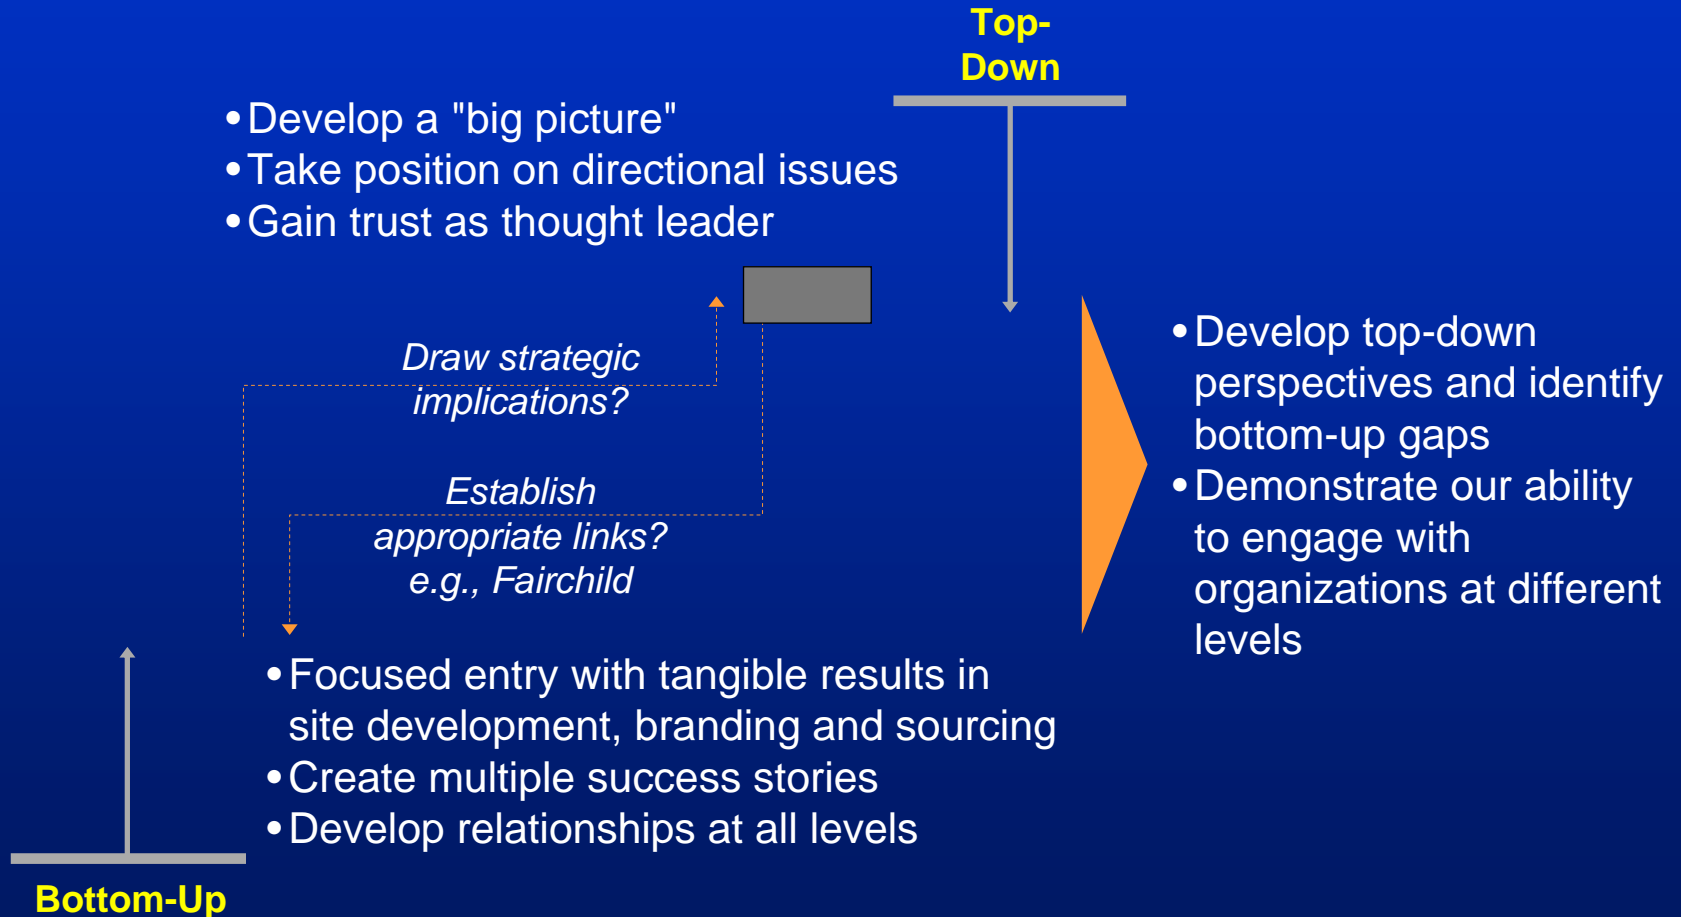 Top-
Down
•Develop a "big picture"
•Take position on directional issues
•Gain trust as thought leader
Draw strategic
implications?
Establish
appropriate links?
e.g., Fairchild
•Develop top-down
perspectives and identify
bottom-up gaps
•Demonstrate our ability
to engage with
organizations at different
levels
•Focused entry with tangible results in
site development, branding and sourcing
•Create multiple success stories
•Develop relationships at all levels
Bottom-Up